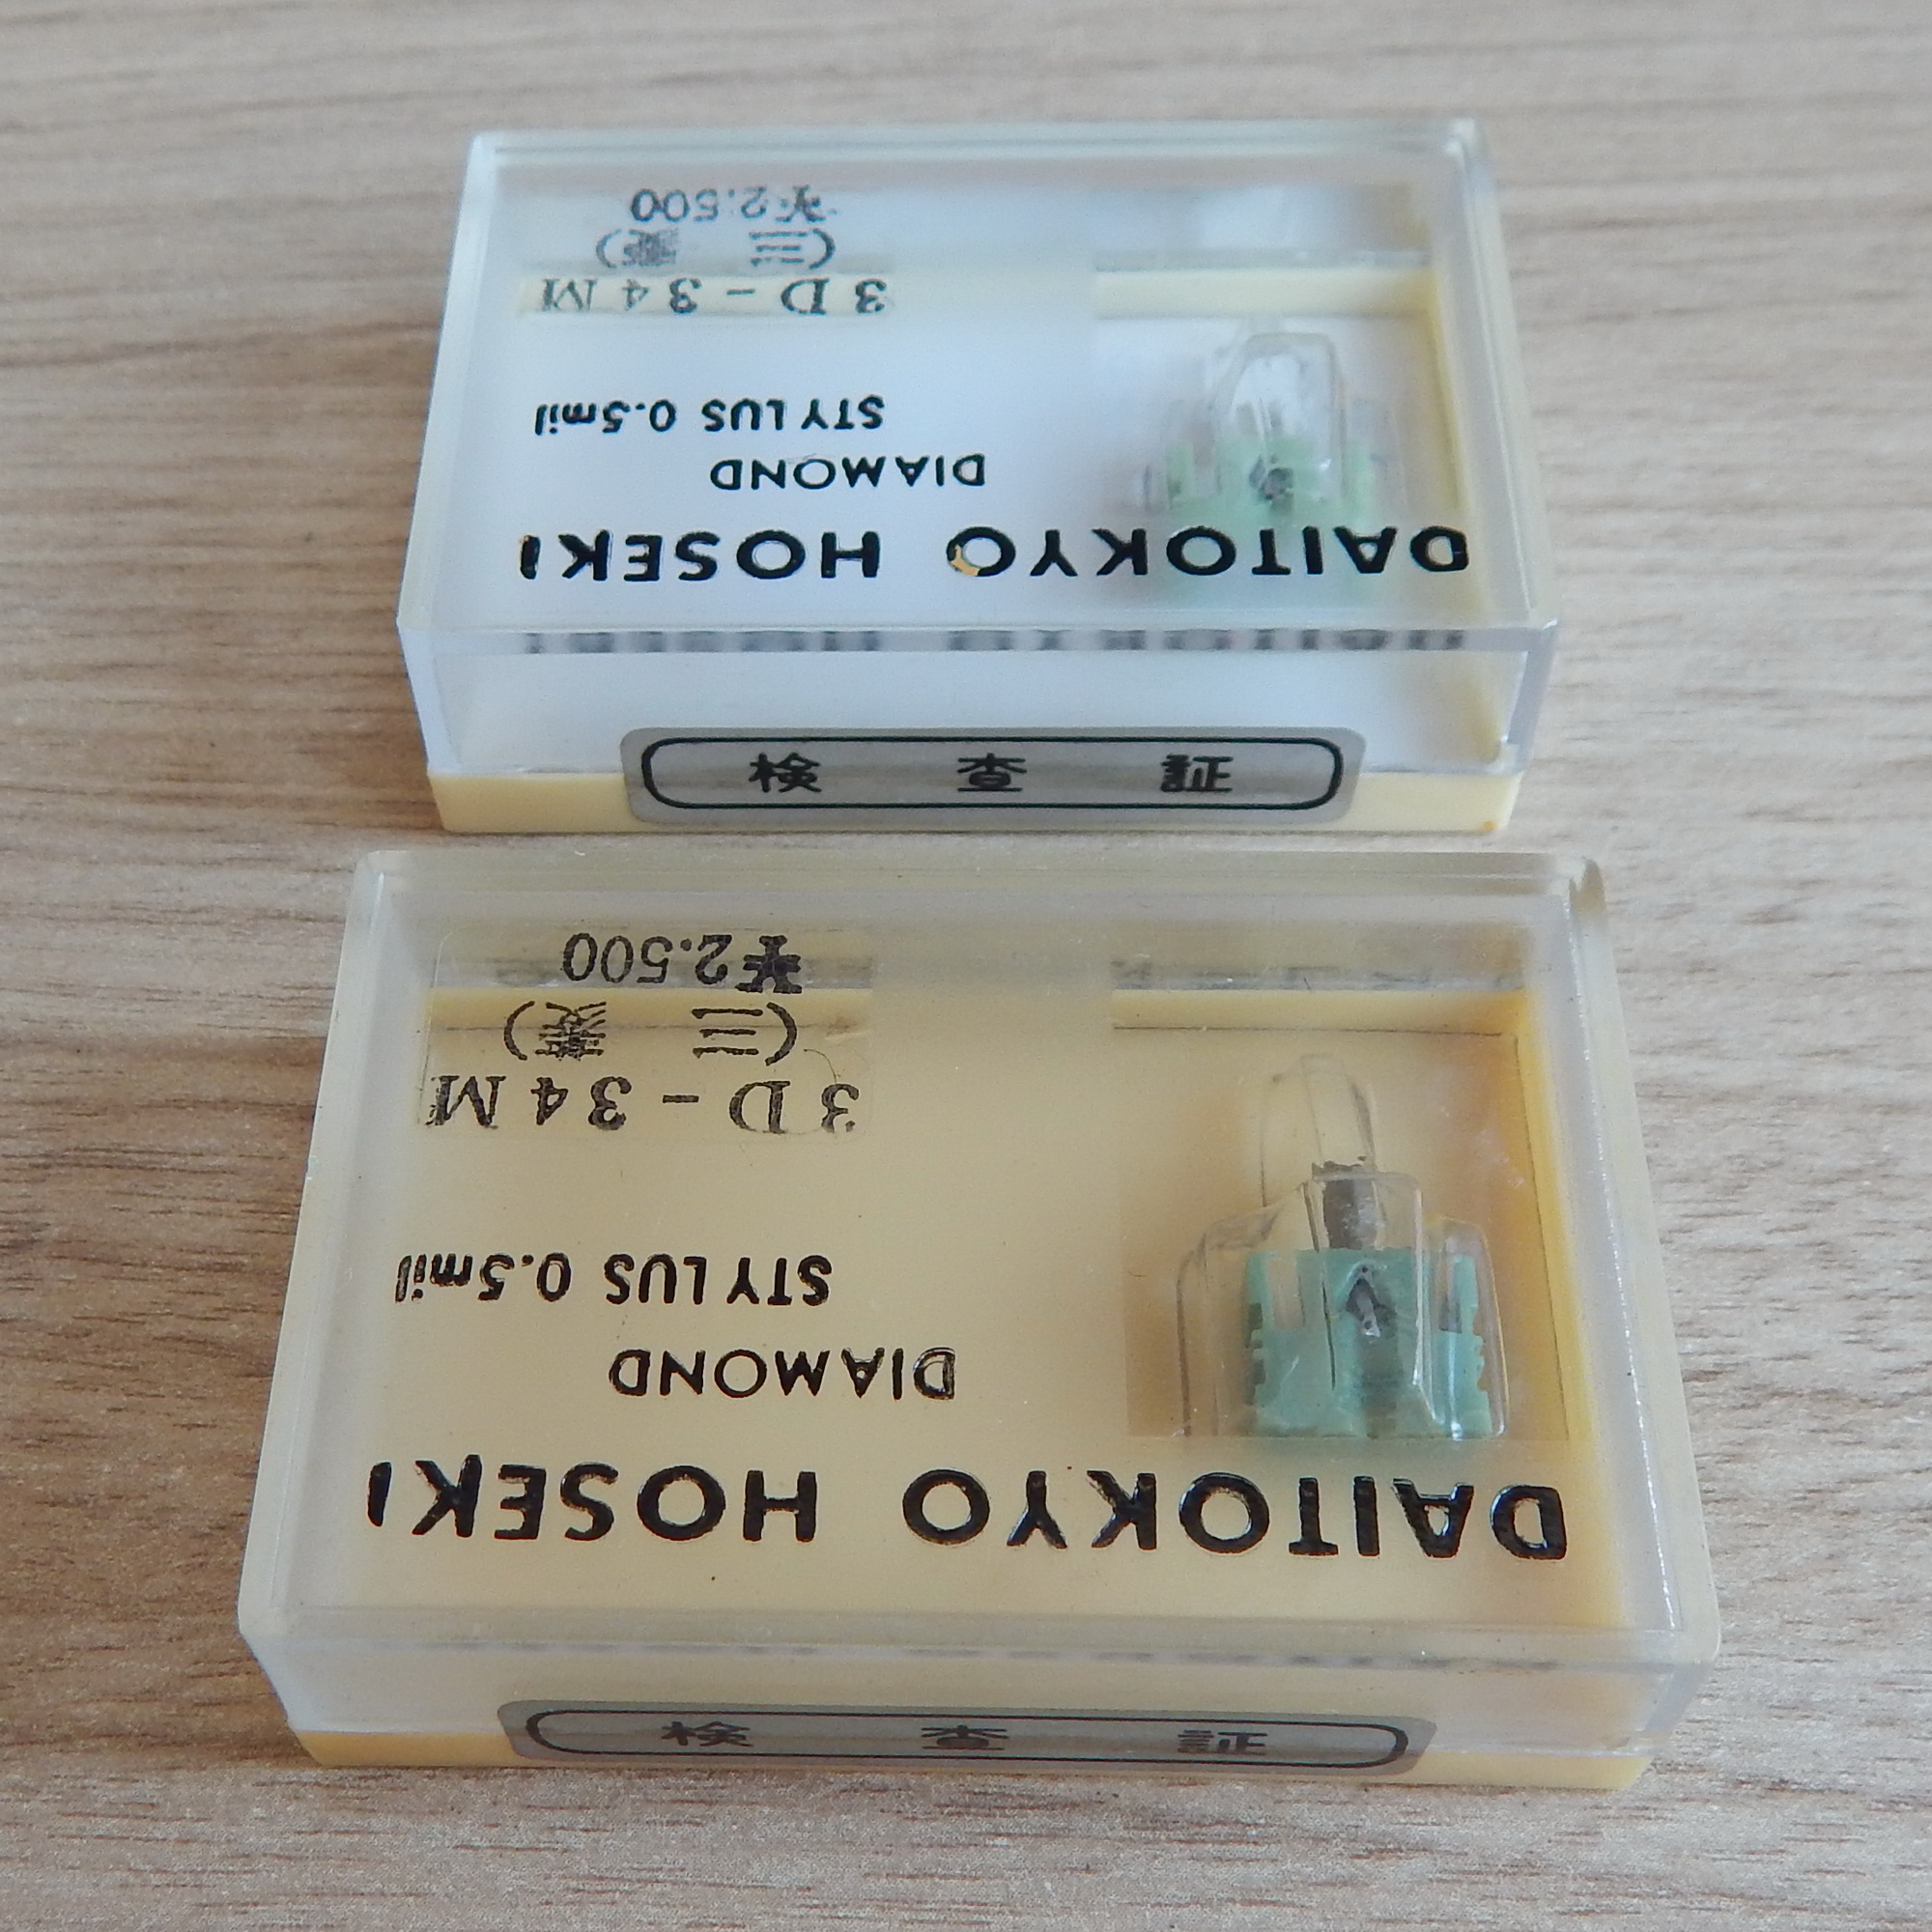 DAITOKYO HOSEKI
DIAMOND
STYLUS 0.5mil
3D-34M
(三菱)
¥2.500
検査証
DAITOKYO HOSEKI
DIAMOND
STYLUS 0.5mil
3D-34M
(三菱)
¥2.500
検査証